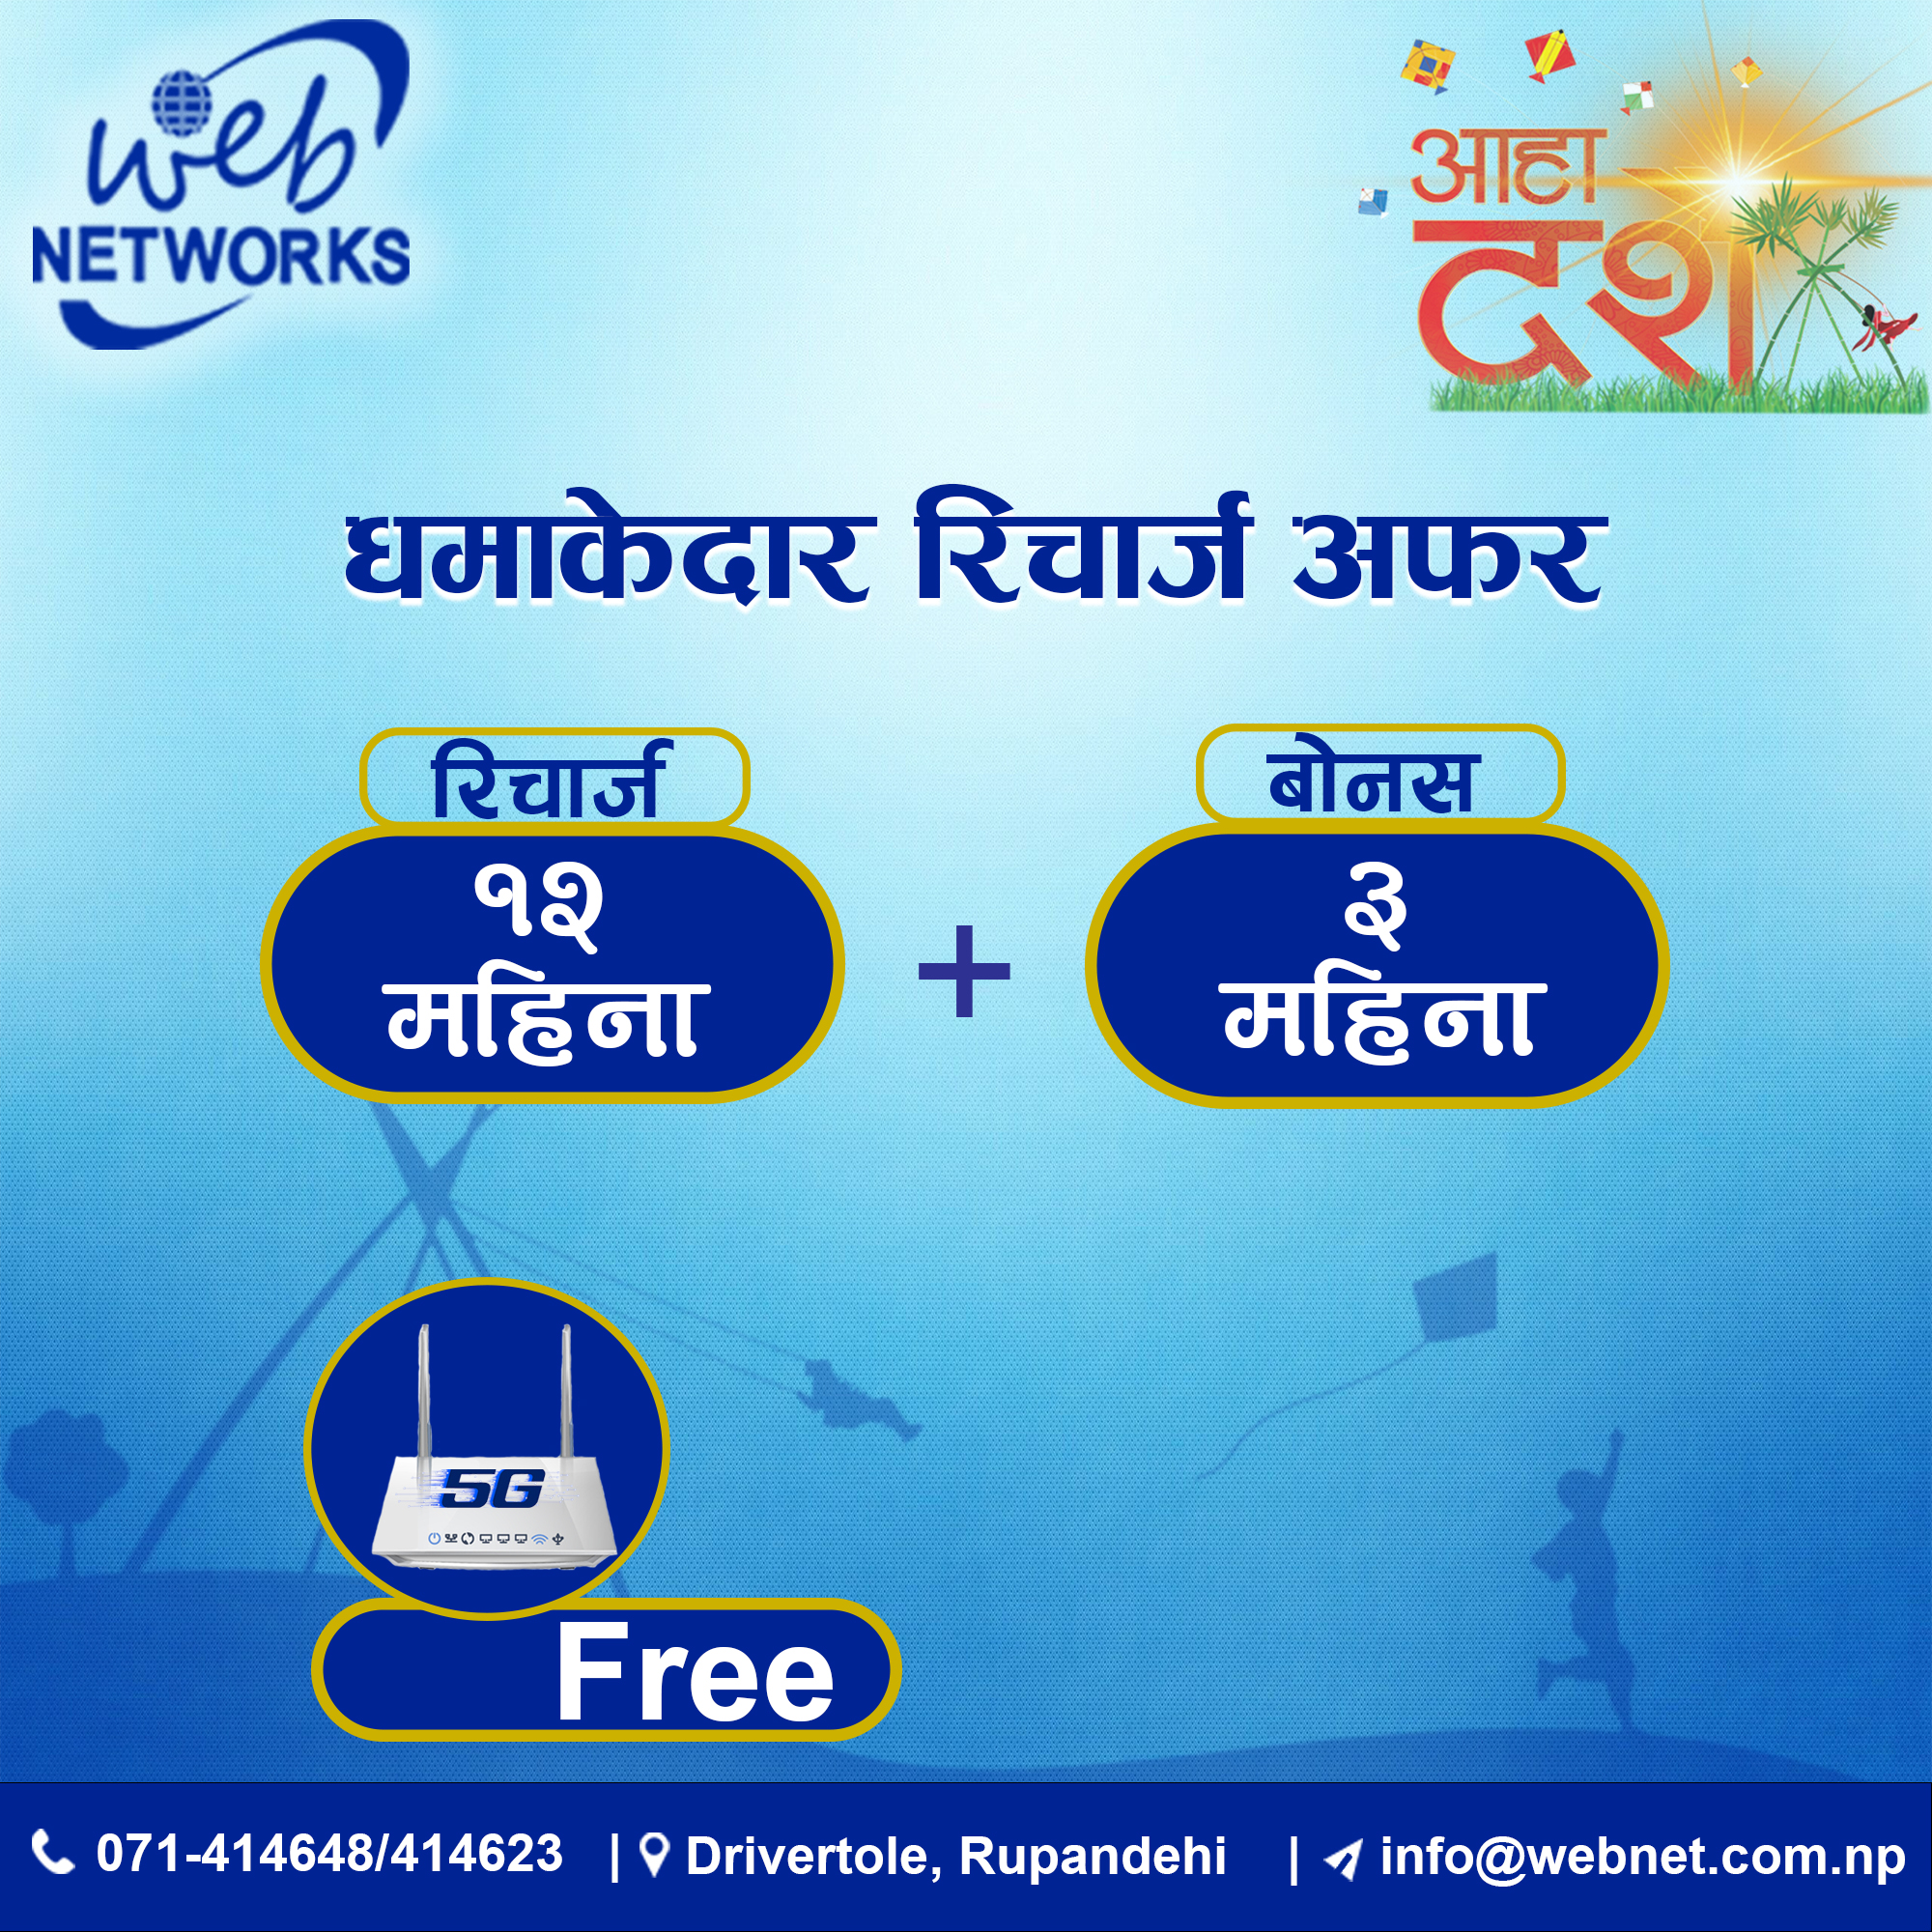 web
NETWORKS
आहा
दश
धमाकेदार रिचार्ज अफर
रिचार्ज
१२
महिना
+
बोनस
३
महिना
5G
Free
071-414648/414623 | Drivertole, Rupandehi | info@webnet.com.np